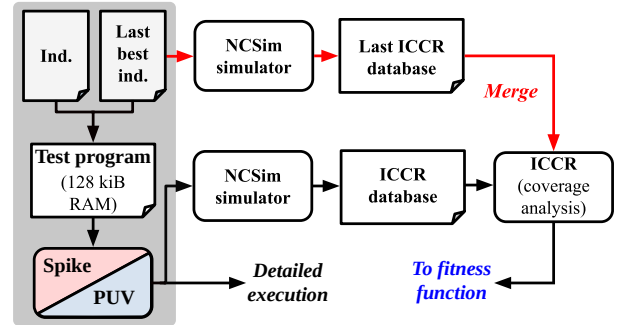 Ind.
Last
best
ind.
NCSim
simulator
Last ICCR
database
Merge
Test program
(128 kiB
RAM)
NCSim
simulator
ICCR
database
ICCR
(coverage
analysis)
Spike
PUV
Detailed
execution
To fitness
function